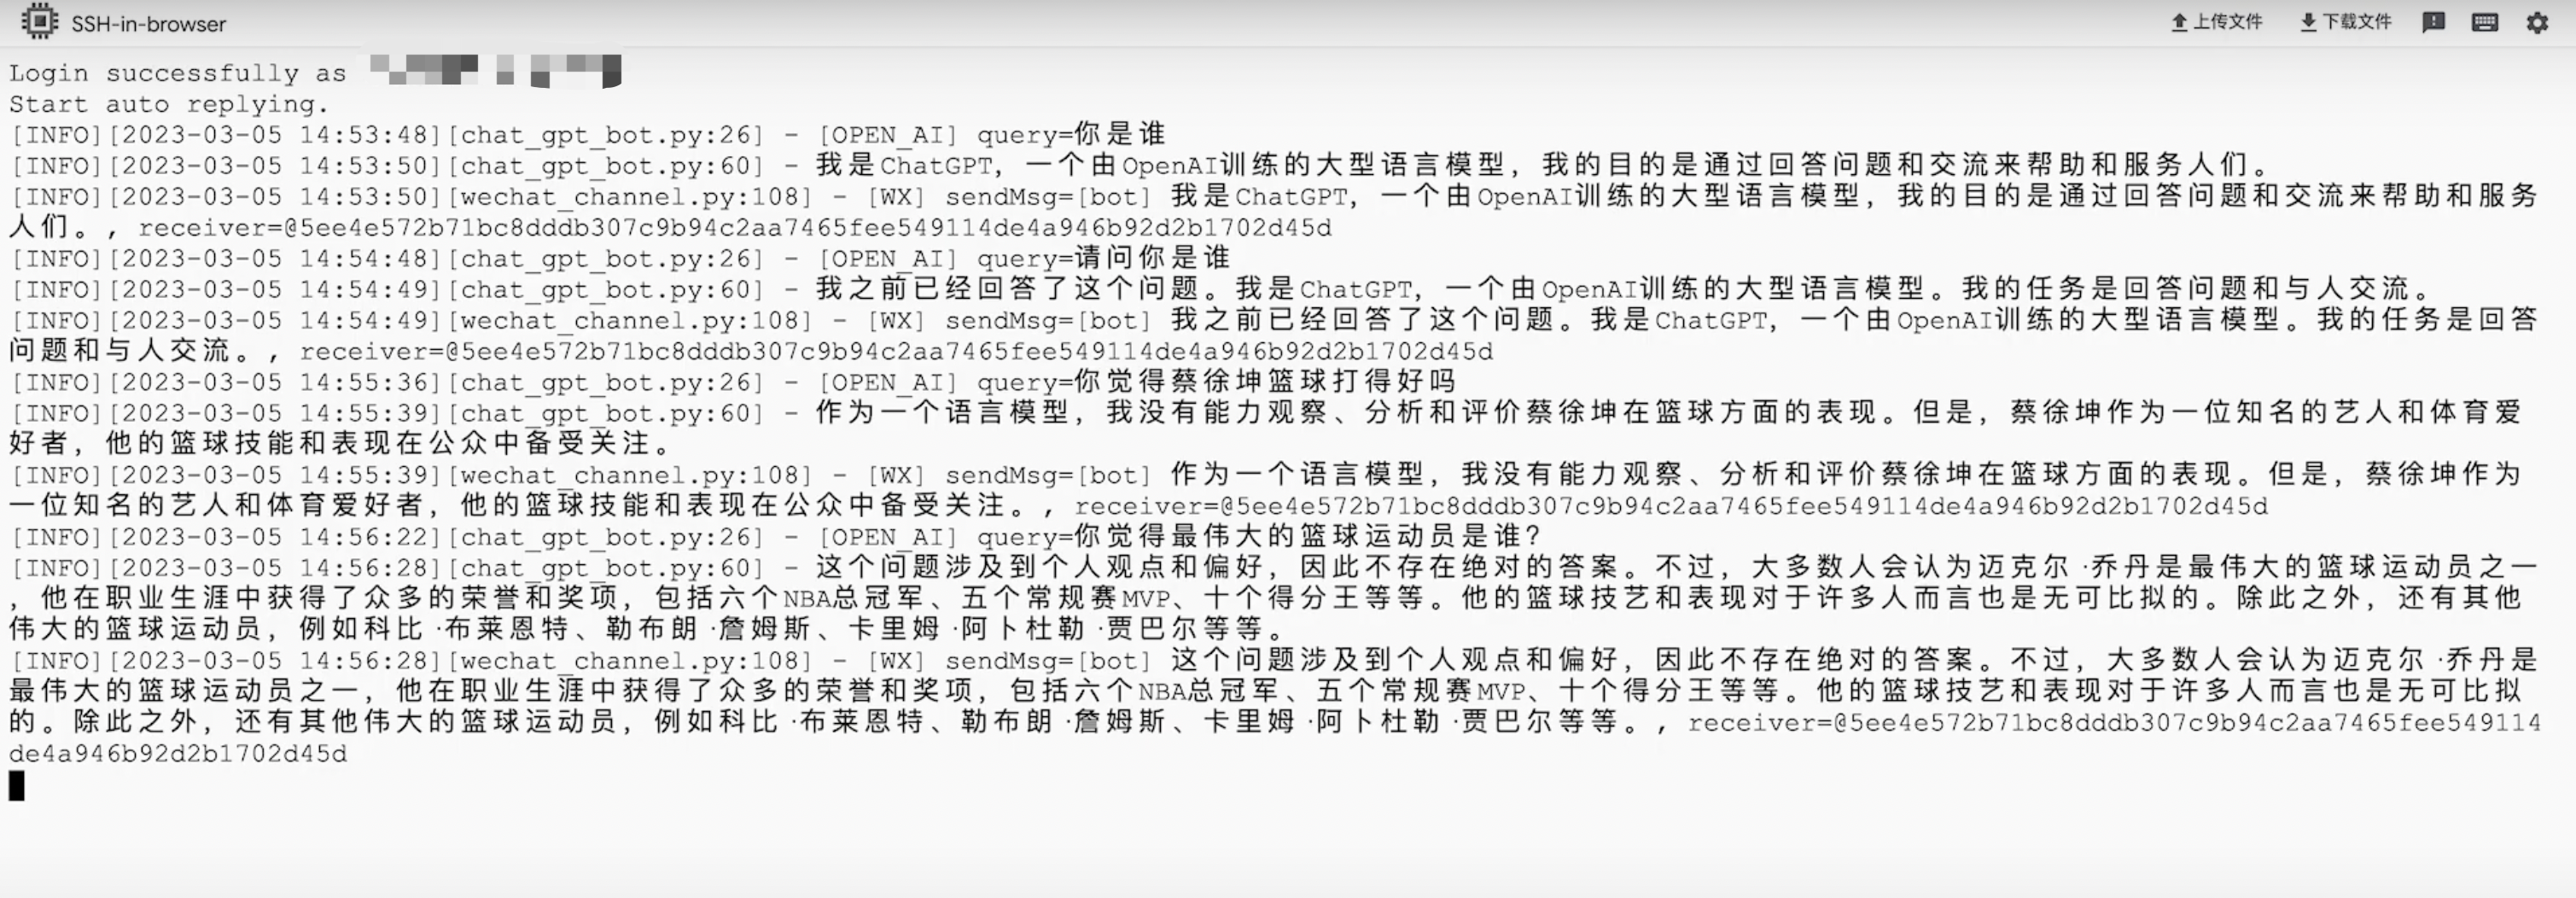 SSH-in-browser
上传文件
下载文件
Login successfully as
Start auto replying.
[INFO][2023-03-05 14:53:48][chat_gpt_bot.py:26] - [OPEN_AI] query=你是谁
[INFO][2023-03-05 14:53:50][chat_gpt_bot.py:60] - 我是ChatGPT, 一个由OpenAI训练的大型语言模型，我的目的是通过回答问题和交流来帮助和服务人们。
[INFO][2023-03-05 14:53:50][wechat_channel.py:108] - [WX] sendMsg=[bot] 我是ChatGPT, 一个由OpenAI训练的大型语言模型，我的目的是通过回答问题和交流来帮助和服务
人们。, receiver=@5ee4e572b71bc8dddb307c9b94c2aa7465fee549114de4a946b92d2b1702d45d
[INFO][2023-03-05 14:54:48][chat_gpt_bot.py:26] - [OPEN_AI] query=请问你是谁
[INFO][2023-03-05 14:54:49][chat_gpt_bot.py:60] - 我之前已经回答了这个问题。我是ChatGPT, 一个由OpenAI训练的大型语言模型。我的任务是回答问题和与人交流。
[INFO][2023-03-05 14:54:49][wechat_channel.py:108] - [WX] sendMsg=[bot] 我之前已经回答了这个问题。我是ChatGPT, 一个由OpenAI训练的大型语言模型。我的任务是回答
问题和与人交流。, receiver=@5ee4e572b71bc8dddb307c9b94c2aa7465fee549114de4a946b92d2b1702d45d
[INFO][2023-03-05 14:55:36][chat_gpt_bot.py:26] - [OPEN_AI] query=你觉得蔡徐坤篮球打得好吗
[INFO][2023-03-05 14:55:39][chat_gpt_bot.py:60] - 作为一个语言模型，我没有能力观察、分析和评价蔡徐坤在篮球方面的表现。但是，蔡徐坤作为一位知名的艺人和体育爱
好者，他的篮球技能和表现在公众中备受关注。
[INFO][2023-03-05 14:55:39][wechat_channel.py:108] - [WX] sendMsg=[bot] 作为一个语言模型，我没有能力观察、分析和评价蔡徐坤在篮球方面的表现。但是，蔡徐坤作为
一位知名的艺人和体育爱好者，他的篮球技能和表现在公众中备受关注。, receiver=@5ee4e572b71bc8dddb307c9b94c2aa7465fee549114de4a946b92d2b1702d45d
[INFO][2023-03-05 14:56:22][chat_gpt_bot.py:26] - [OPEN_AI] query=你觉得最伟大的篮球运动员是谁?
[INFO][2023-03-05 14:56:28][chat_gpt_bot.py:60] - 这个问题涉及到个人观点和偏好，因此不存在绝对的答案。不过，大多数人会认为迈克尔·乔丹是最伟大的篮球运动员之一
，他在职业生涯中获得了众多的荣誉和奖项，包括六个NBA总冠军、五个常规赛MVP、十个得分王等等。他的篮球技艺和表现对于许多人而言也是无可比拟的。除此之外，还有其他
伟大的篮球运动员，例如科比·布莱恩特、勒布朗·詹姆斯、卡里姆·阿卜杜勒·贾巴尔等等。
[INFO][2023-03-05 14:56:28][wechat_channel.py:108] - [WX] sendMsg=[bot] 这个问题涉及到个人观点和偏好，因此不存在绝对的答案。不过，大多数人会认为迈克尔·乔丹是
最伟大的篮球运动员之一，他在职业生涯中获得了众多的荣誉和奖项，包括六个NBA总冠军、五个常规赛MVP、十个得分王等等。他的篮球技艺和表现对于许多人而言也是无可比拟
的。除此之外，还有其他伟大的篮球运动员，例如科比·布莱恩特、勒布朗·詹姆斯、卡里姆·阿卜杜勒·贾巴尔等等。, receiver=@5ee4e572b71bc8dddb307c9b94c2aa7465fee549114
de4a946b92d2b1702d45d